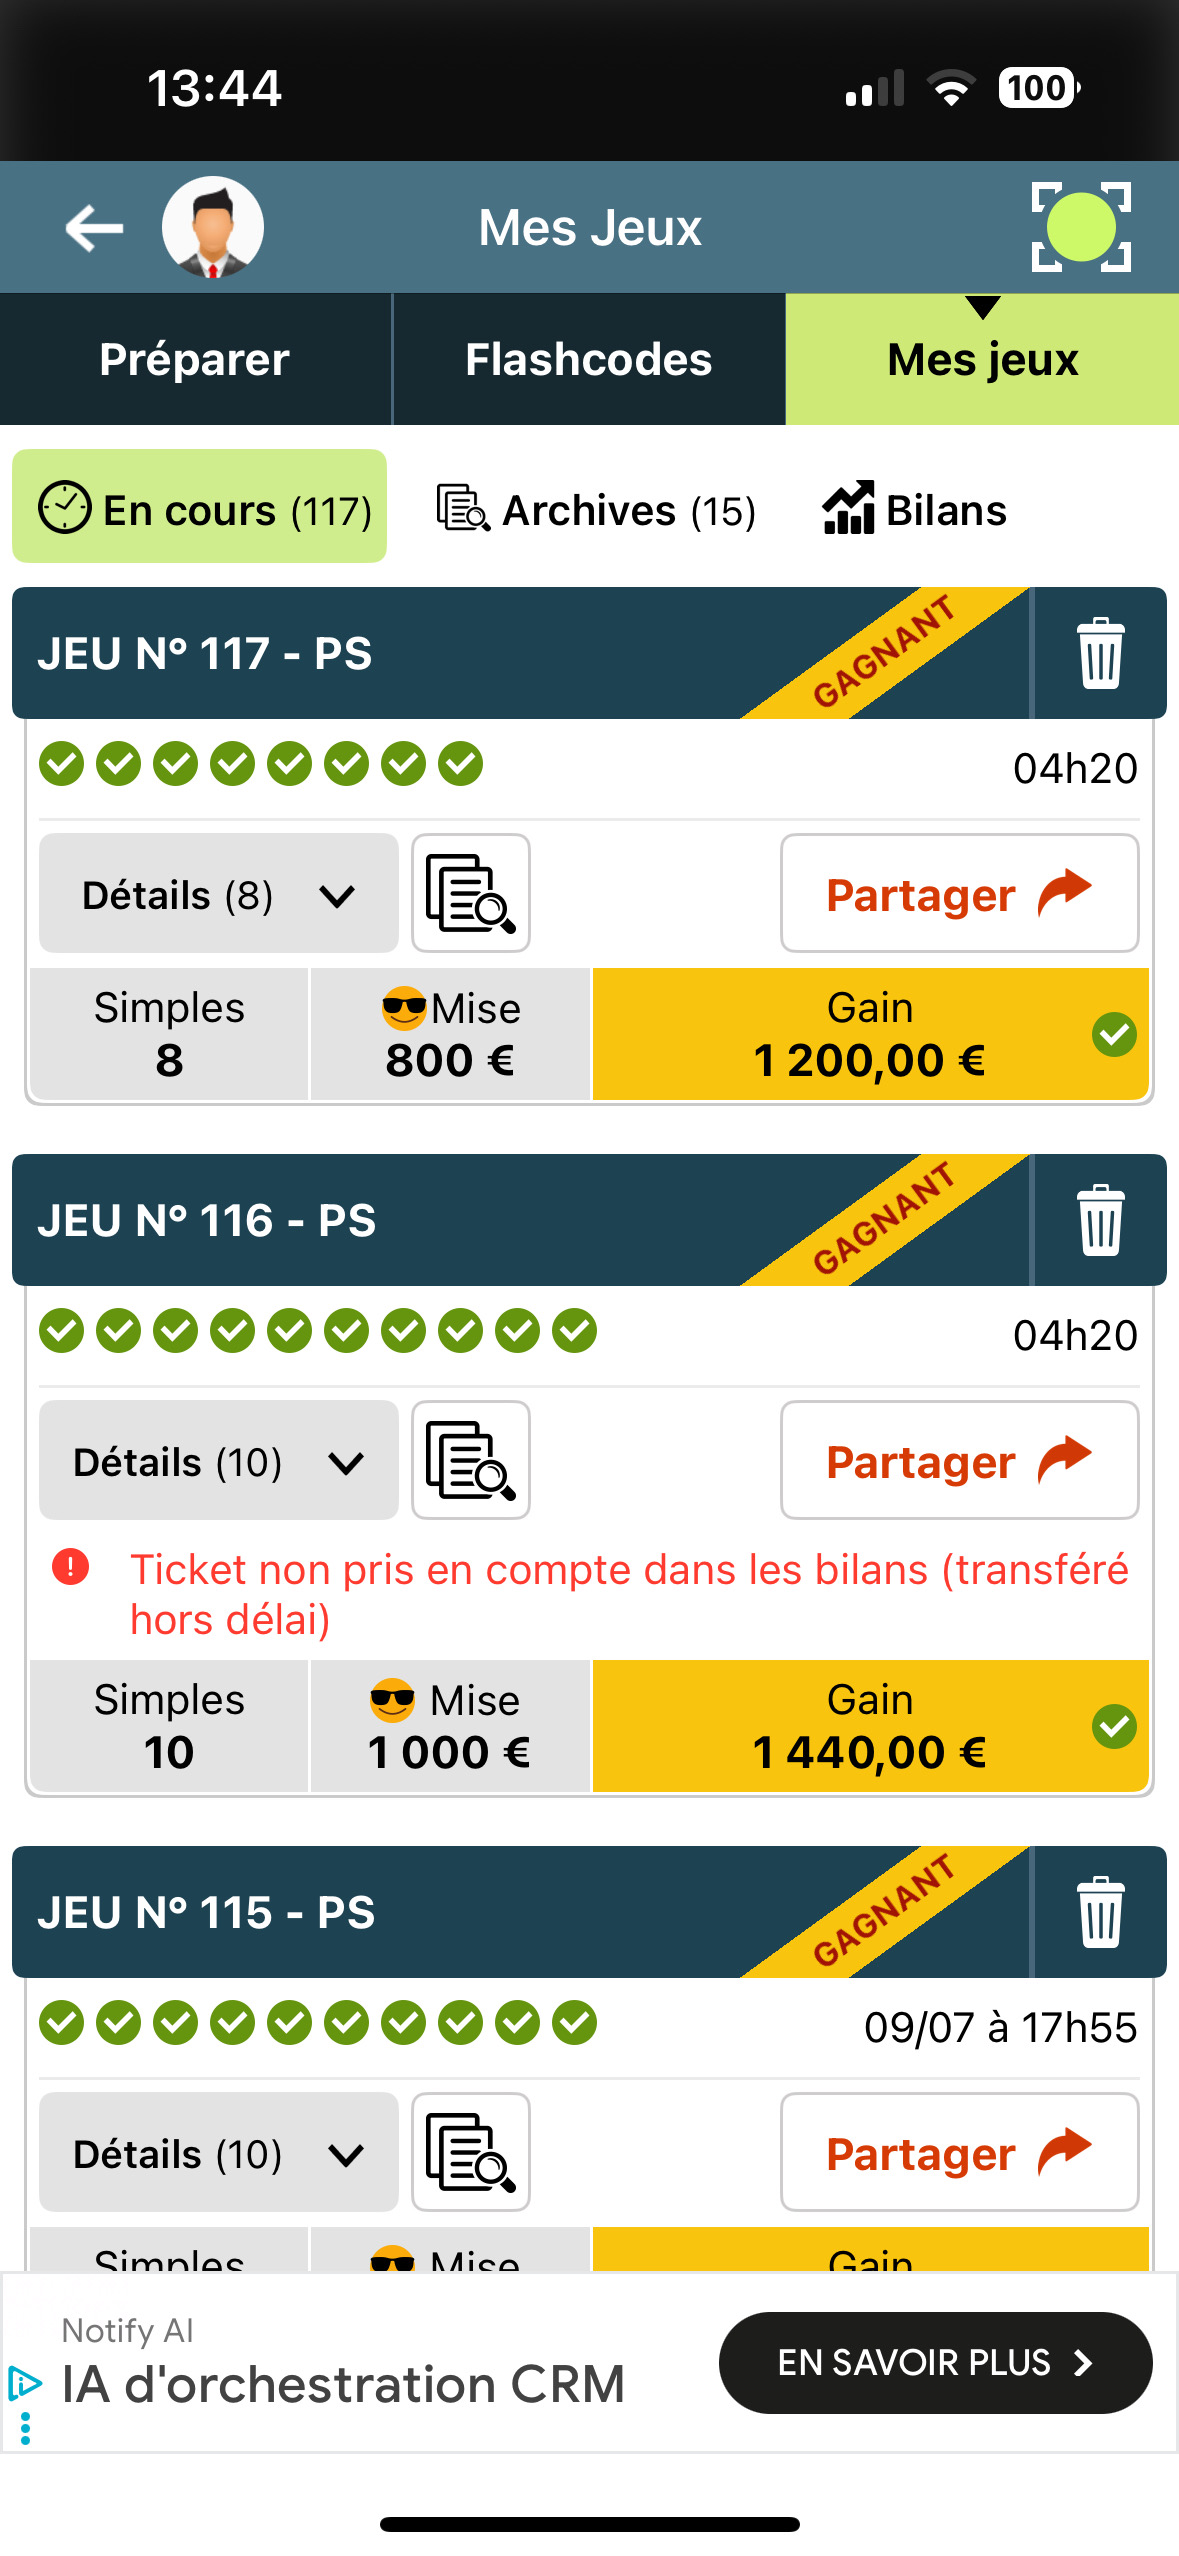 13:44
100
Mes Jeux
Préparer
Flashcodes
Mes jeux
En cours (117)
Archives (15)
Bilans
JEU N° 117 - PS
GAGNANT
04h20
Détails (8)
Partager
Simples
8
Mise
800 €
Gain
1 200,00 €
JEU N° 116 - PS
GAGNANT
04h20
Détails (10)
Partager
Ticket non pris en compte dans les bilans (transféré
hors délai)
Simples
10
Mise
1 000 €
Gain
1 440,00 €
JEU N° 115 - PS
GAGNANT
09/07 à 17h55
Détails (10)
Partager
Simples
Mise
Gain
Notify AI
IA d'orchestration CRM
EN SAVOIR PLUS